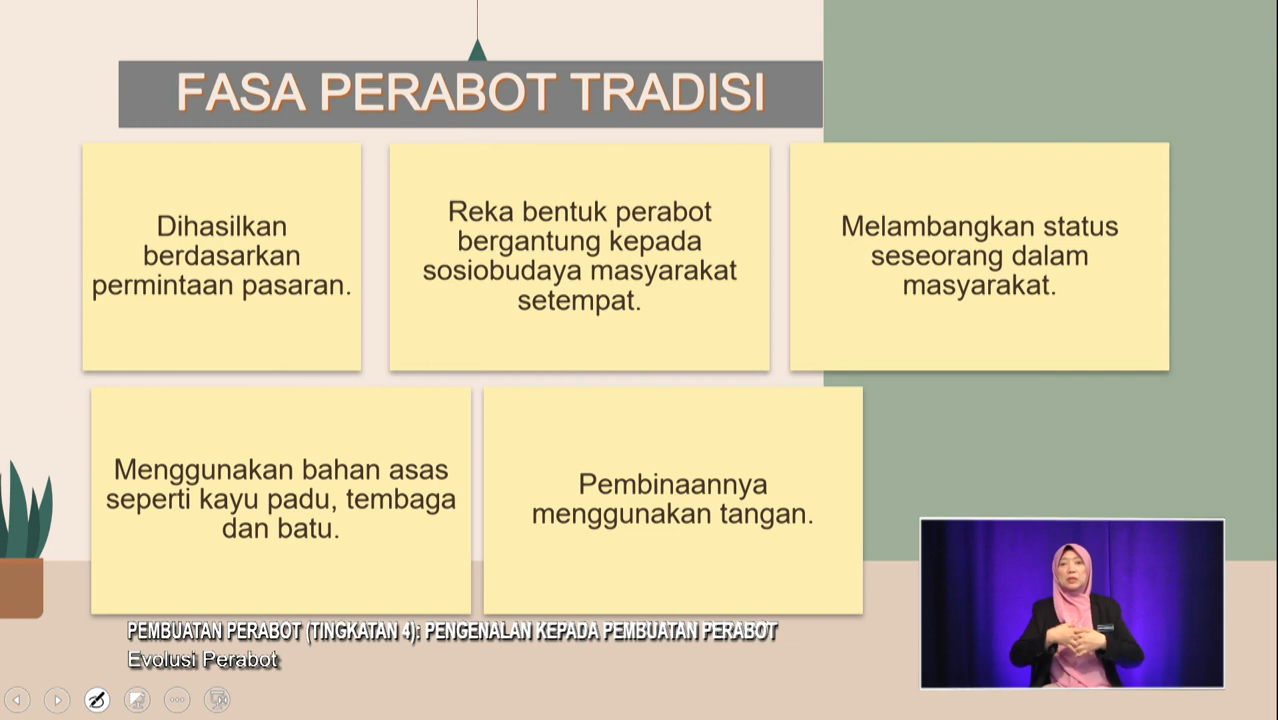 FASA PERABOT TRADISI
Dihasilkan
berdasarkan
permintaan pasaran.
Reka bentuk perabot
bergantung kepada
sosiobudaya masyarakat
setempat.
Melambangkan status
seseorang dalam
masyarakat.
Menggunakan bahan asas
seperti kayu padu, tembaga
dan batu.
Pembinaannya
menggunakan tangan.
PEMBUATAN PERABOT (TINGKATAN 4): PENGENALAN KEPADA PEMBUATAN PERABOT
Evolusi Perabot